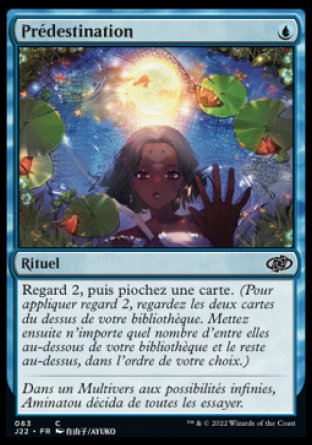 Prédestination
Rituel
Regard 2, puis piochez une carte. (Pour
appliquer regard 2, regardez les deux cartes
du dessus de votre bibliothèque. Mettez
ensuite n'importe quel nombre d'entre elles
au-dessous de votre bibliothèque et le reste
au-dessus, dans l'ordre de votre choix.)
Dans un Multivers aux possibilités infinies,
Aminatou décida de toutes les essayer.
063 C
J22 • FR 自由子/AYUKO
™ & © 2022 Wizards of the Coast